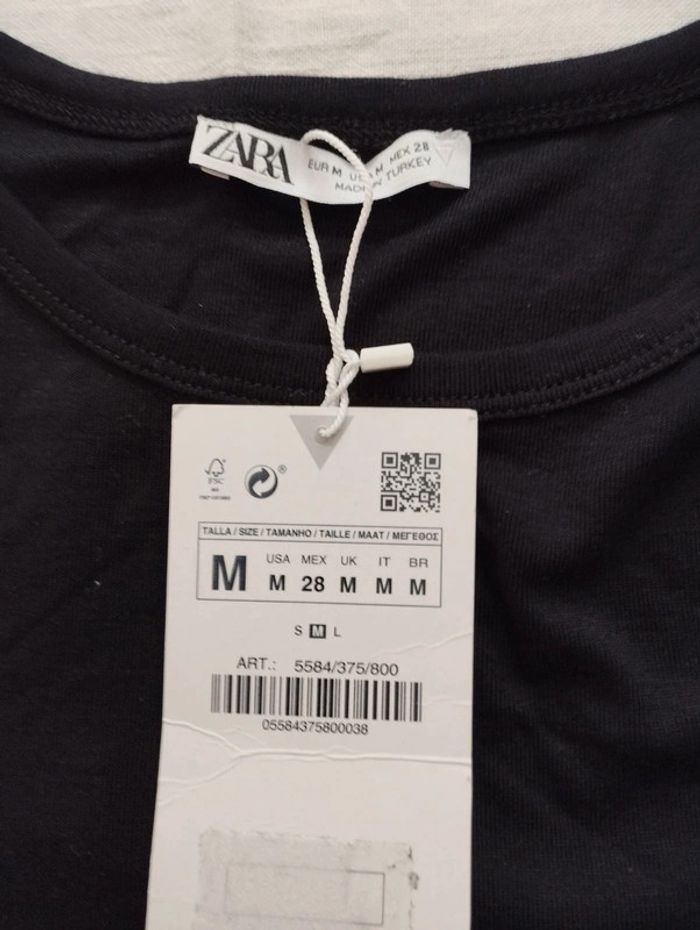 ZARA
EUR M USA M MEX 28
MADE IN TURKEY
FSC
®
TALLA / SIZE / TAMANHO / TAILLE / MAAT / ΜΕΓΕΘΟΣ
M
USA MEX UK IT BR
M 28 M M M
S M L
ART.: 5584/375/800
05584375800038